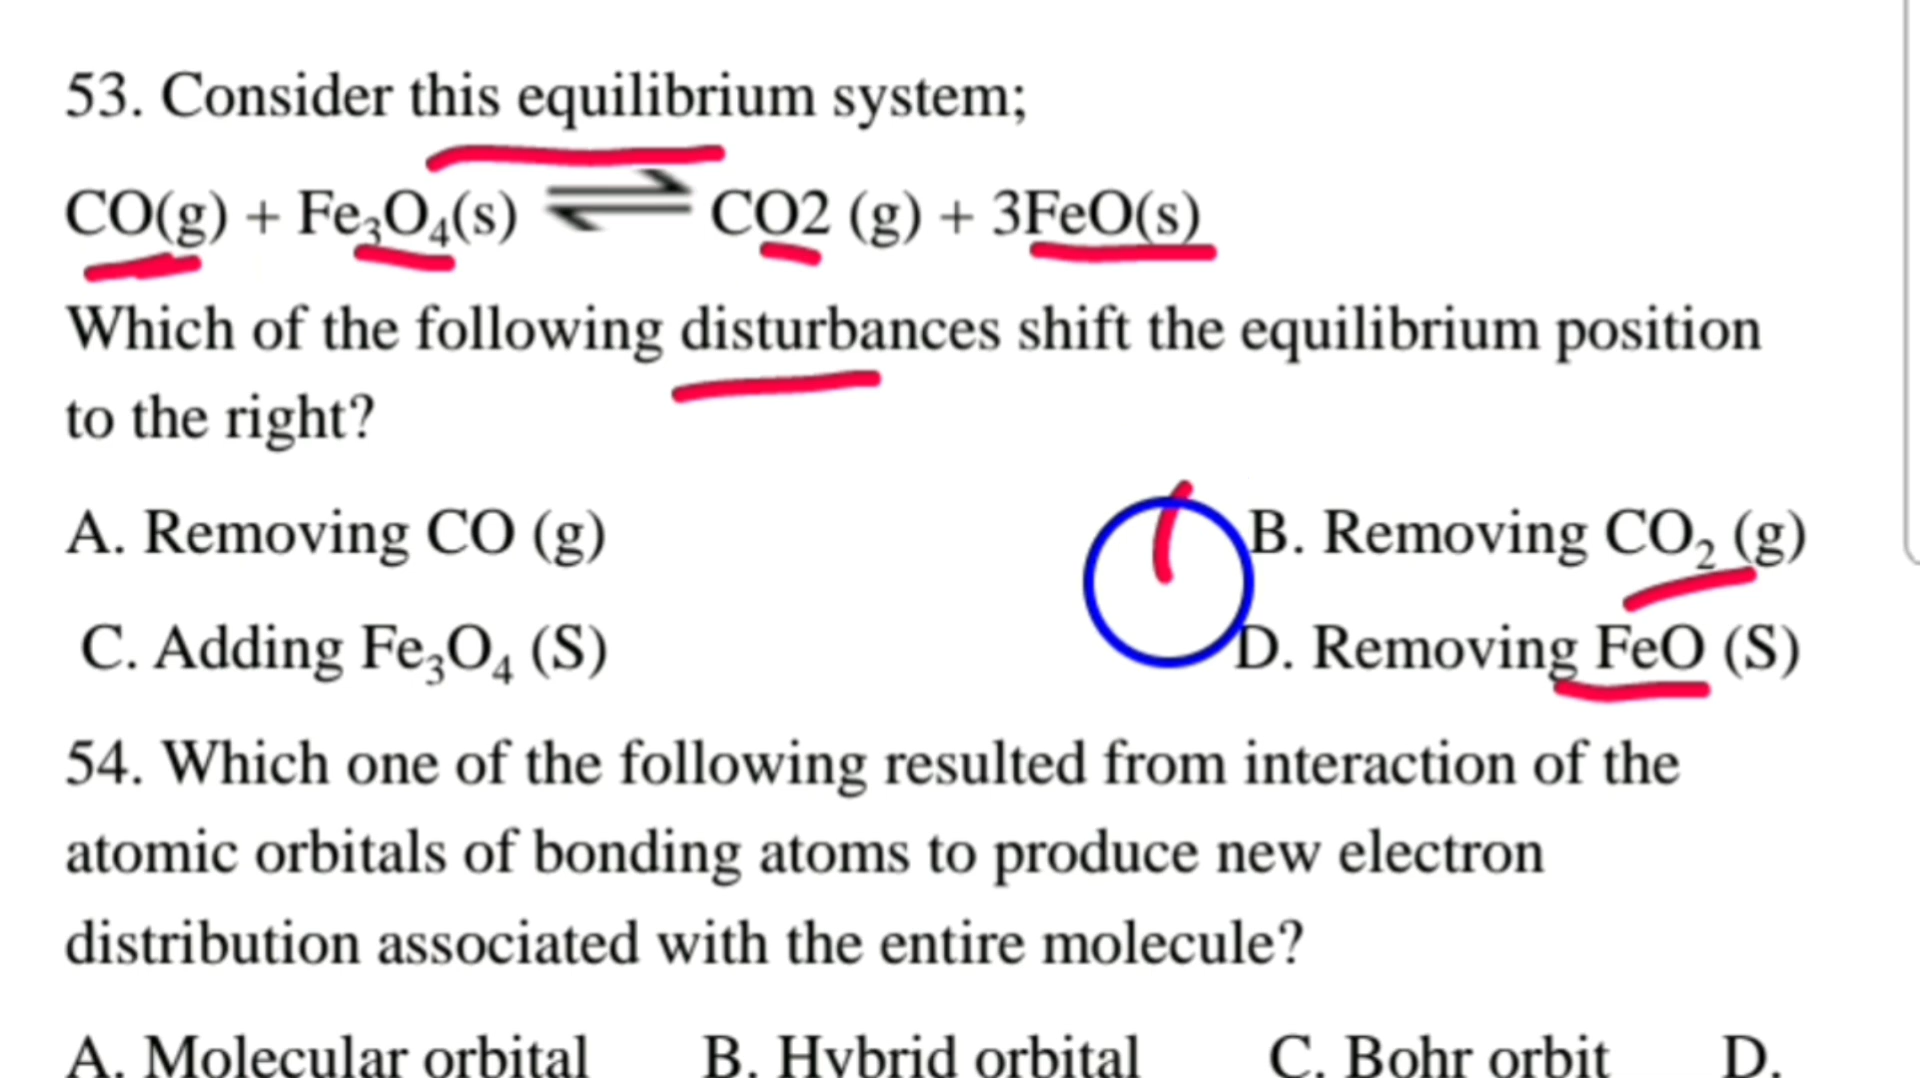 53. Consider this equilibrium system;
CO(g) + Fe₃O₄(s) ⇌ CO2 (g) + 3FeO(s)
Which of the following disturbances shift the equilibrium position
to the right?
A. Removing CO (g) B. Removing CO₂ (g)
C. Adding Fe₃O₄ (S) D. Removing FeO (S)
54. Which one of the following resulted from interaction of the
atomic orbitals of bonding atoms to produce new electron
distribution associated with the entire molecule?
A. Molecular orbital B. Hybrid orbital C. Bohr orbit D.